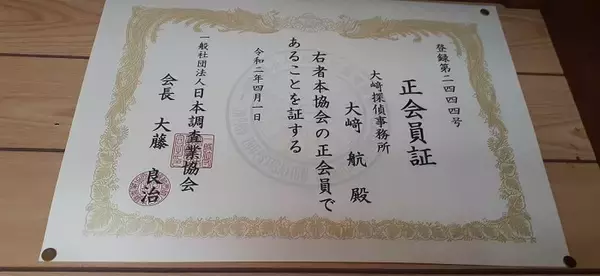 正会員証
登録第二四四四号
大﨑探偵事務所
大﨑 航 殿
右者本協会の正会員で
あることを証する
令和二年四月一日
一般社団法人日本調査業協会
会長 大藤 良治